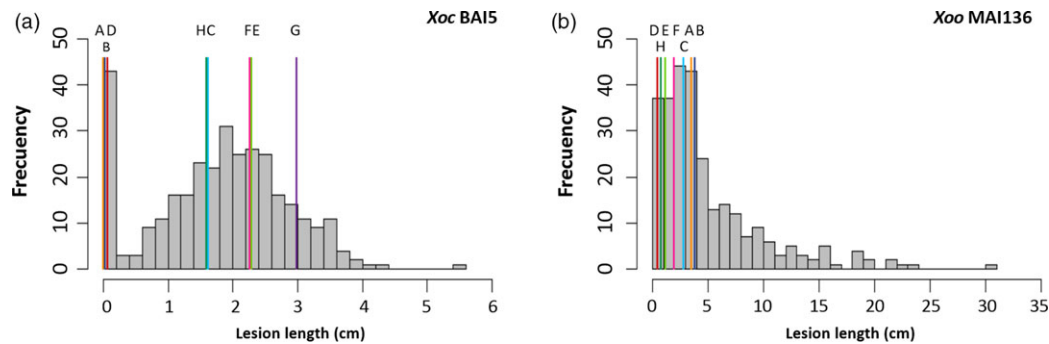 (a)
Xoc BAI5
A D
B
HC
FE
G
Frecuency
50
40
30
20
10
0
0 1 2 3 4 5 6
Lesion length (cm)
(b)
Xoo MAI136
D E F A B
H C
Frecuency
50
40
30
20
10
0
0 5 10 15 20 25 30 35
Lesion length (cm)